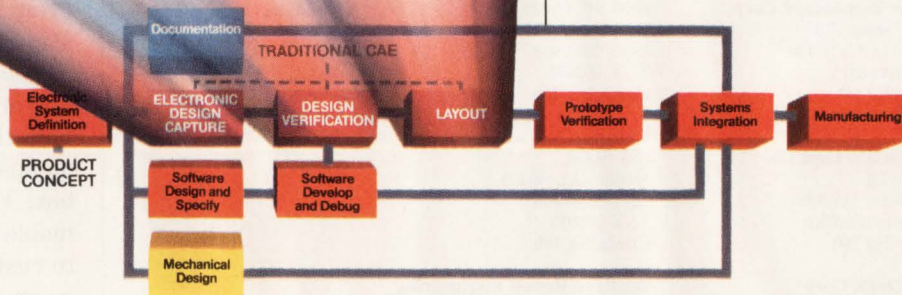 Documentation
TRADITIONAL CAE
Electronic
System
Definition
ELECTRONIC
DESIGN
CAPTURE
DESIGN
VERIFICATION
LAYOUT
Prototype
Verification
Systems
Integration
Manufacturing
PRODUCT
CONCEPT
Software
Design and
Specify
Software
Develop
and Debug
Mechanical
Design